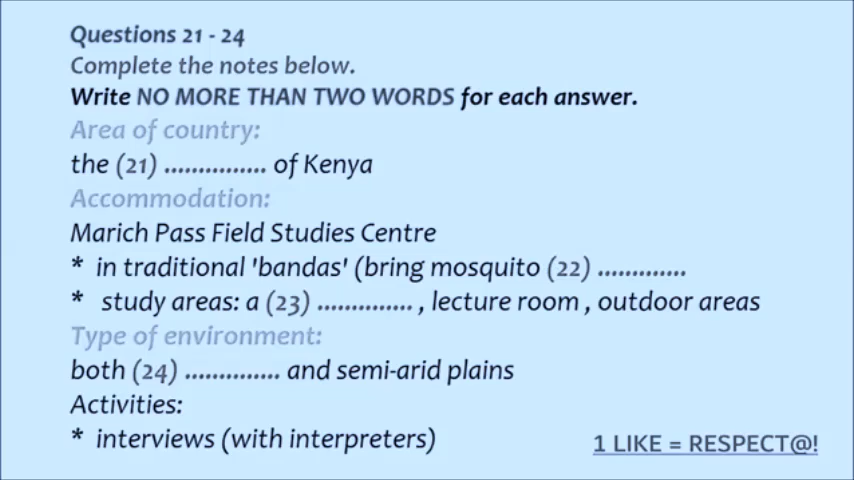 Questions 21 - 24
Complete the notes below.
Write NO MORE THAN TWO WORDS for each answer.
Area of country:
the (21) ............... of Kenya
Accommodation:
Marich Pass Field Studies Centre
* in traditional 'bandas' (bring mosquito (22) .............
* study areas: a (23) .............. , lecture room , outdoor areas
Type of environment:
both (24) .............. and semi-arid plains
Activities:
* interviews (with interpreters)
1 LIKE = RESPECT@!